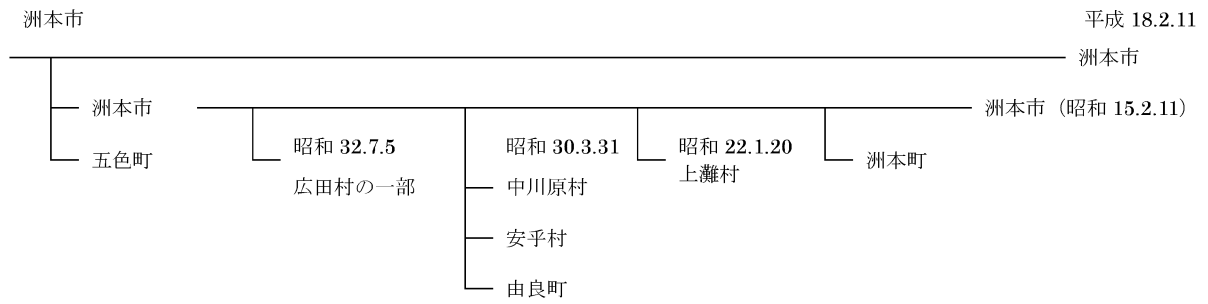 洲本市
平成 18.2.11
洲本市
洲本市
洲本市（昭和 15.2.11）
五色町
昭和 32.7.5
広田村の一部
昭和 30.3.31
中川原村
安乎村
由良町
昭和 22.1.20
上灘村
洲本町